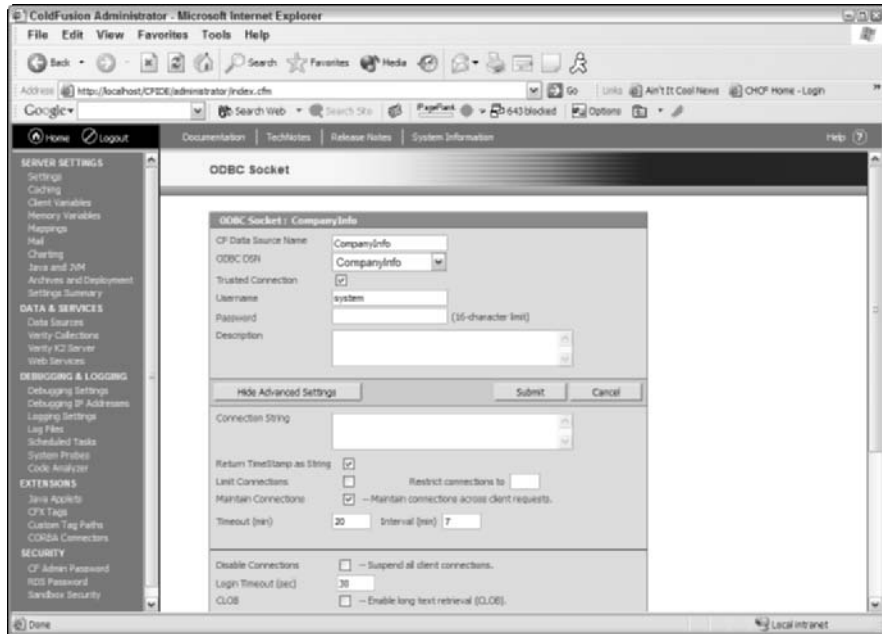 ColdFusion Administrator - Microsoft Internet Explorer
File Edit View Favorites Tools Help
Back Search Favorites Media
Address http://localhost/CFIDE/administrator/index.cfm Go Links Ain't It Cool News CHCF Home - Login
Google Search Web Search Site PageRank 643 blocked Options
Home Logout Documentation TechNotes Release Notes System Information Help
SERVER SETTINGS
Settings
Caching
Client Variables
Memory Variables
Mappings
Mail
Charting
Java and JVM
Archives and Deployment
Settings Summary
DATA & SERVICES
Data Sources
Verity Collections
Verity K2 Server
Web Services
DEBUGGING & LOGGING
Debugging Settings
Debugging IP Addresses
Logging Settings
Log Files
Scheduled Tasks
System Probes
Code Analyzer
EXTENSIONS
Java Applets
CFX Tags
Custom Tag Paths
CORBA Connectors
SECURITY
CF Admin Password
RDS Password
Sandbox Security
ODBC Socket
ODBC Socket : CompanyInfo
CF Data Source Name CompanyInfo
ODBC DSN CompanyInfo
Trusted Connection
Username system
Password (16-character limit)
Description
Hide Advanced Settings Submit Cancel
Connection String
Return TimeStamp as String
Limit Connections Restrict connections to
Maintain Connections -- Maintain connections across client requests.
Timeout (min) 20 Interval (min) 7
Disable Connections -- Suspend all client connections.
Login Timeout (sec) 30
CLOB -- Enable long text retrieval (CLOB).
Done Local intranet